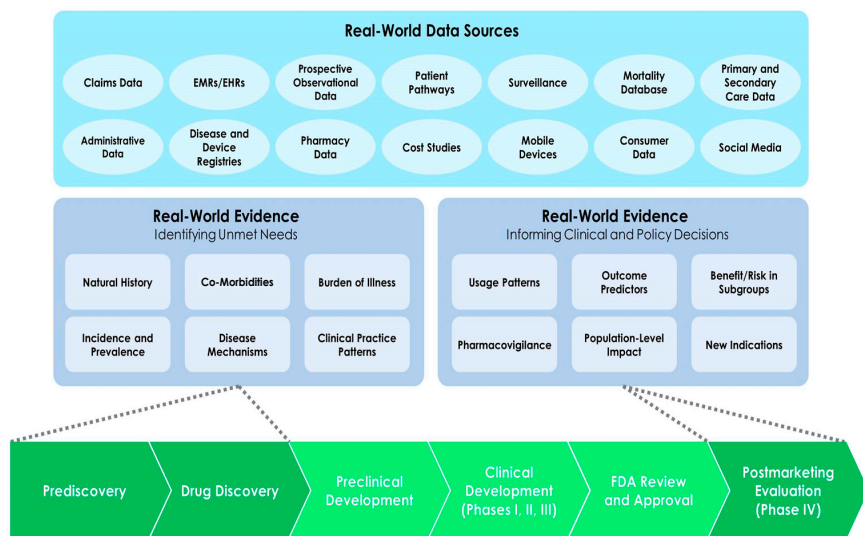 Real-World Data Sources
Claims Data
EMRs/EHRs
Prospective
Observational
Data
Patient
Pathways
Surveillance
Mortality
Database
Primary and
Secondary
Care Data
Administrative
Data
Disease and
Device
Registries
Pharmacy
Data
Cost Studies
Mobile
Devices
Consumer
Data
Social Media
Real-World Evidence
Identifying Unmet Needs
Natural History
Co-Morbidities
Burden of Illness
Incidence and
Prevalence
Disease
Mechanisms
Clinical Practice
Patterns
Real-World Evidence
Informing Clinical and Policy Decisions
Usage Patterns
Outcome
Predictors
Benefit/Risk in
Subgroups
Pharmacovigilance
Population-Level
Impact
New Indications
Prediscovery
Drug Discovery
Preclinical
Development
Clinical
Development
(Phases I, II, III)
FDA Review
and Approval
Postmarketing
Evaluation
(Phase IV)